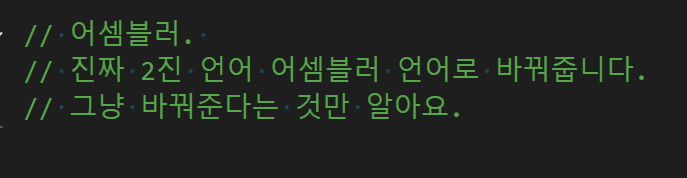 // 어셈블러.
// 진짜 2진 언어 어셈블러 언어로 바꿔줍니다.
// 그냥 바꿔준다는 것만 알아요.